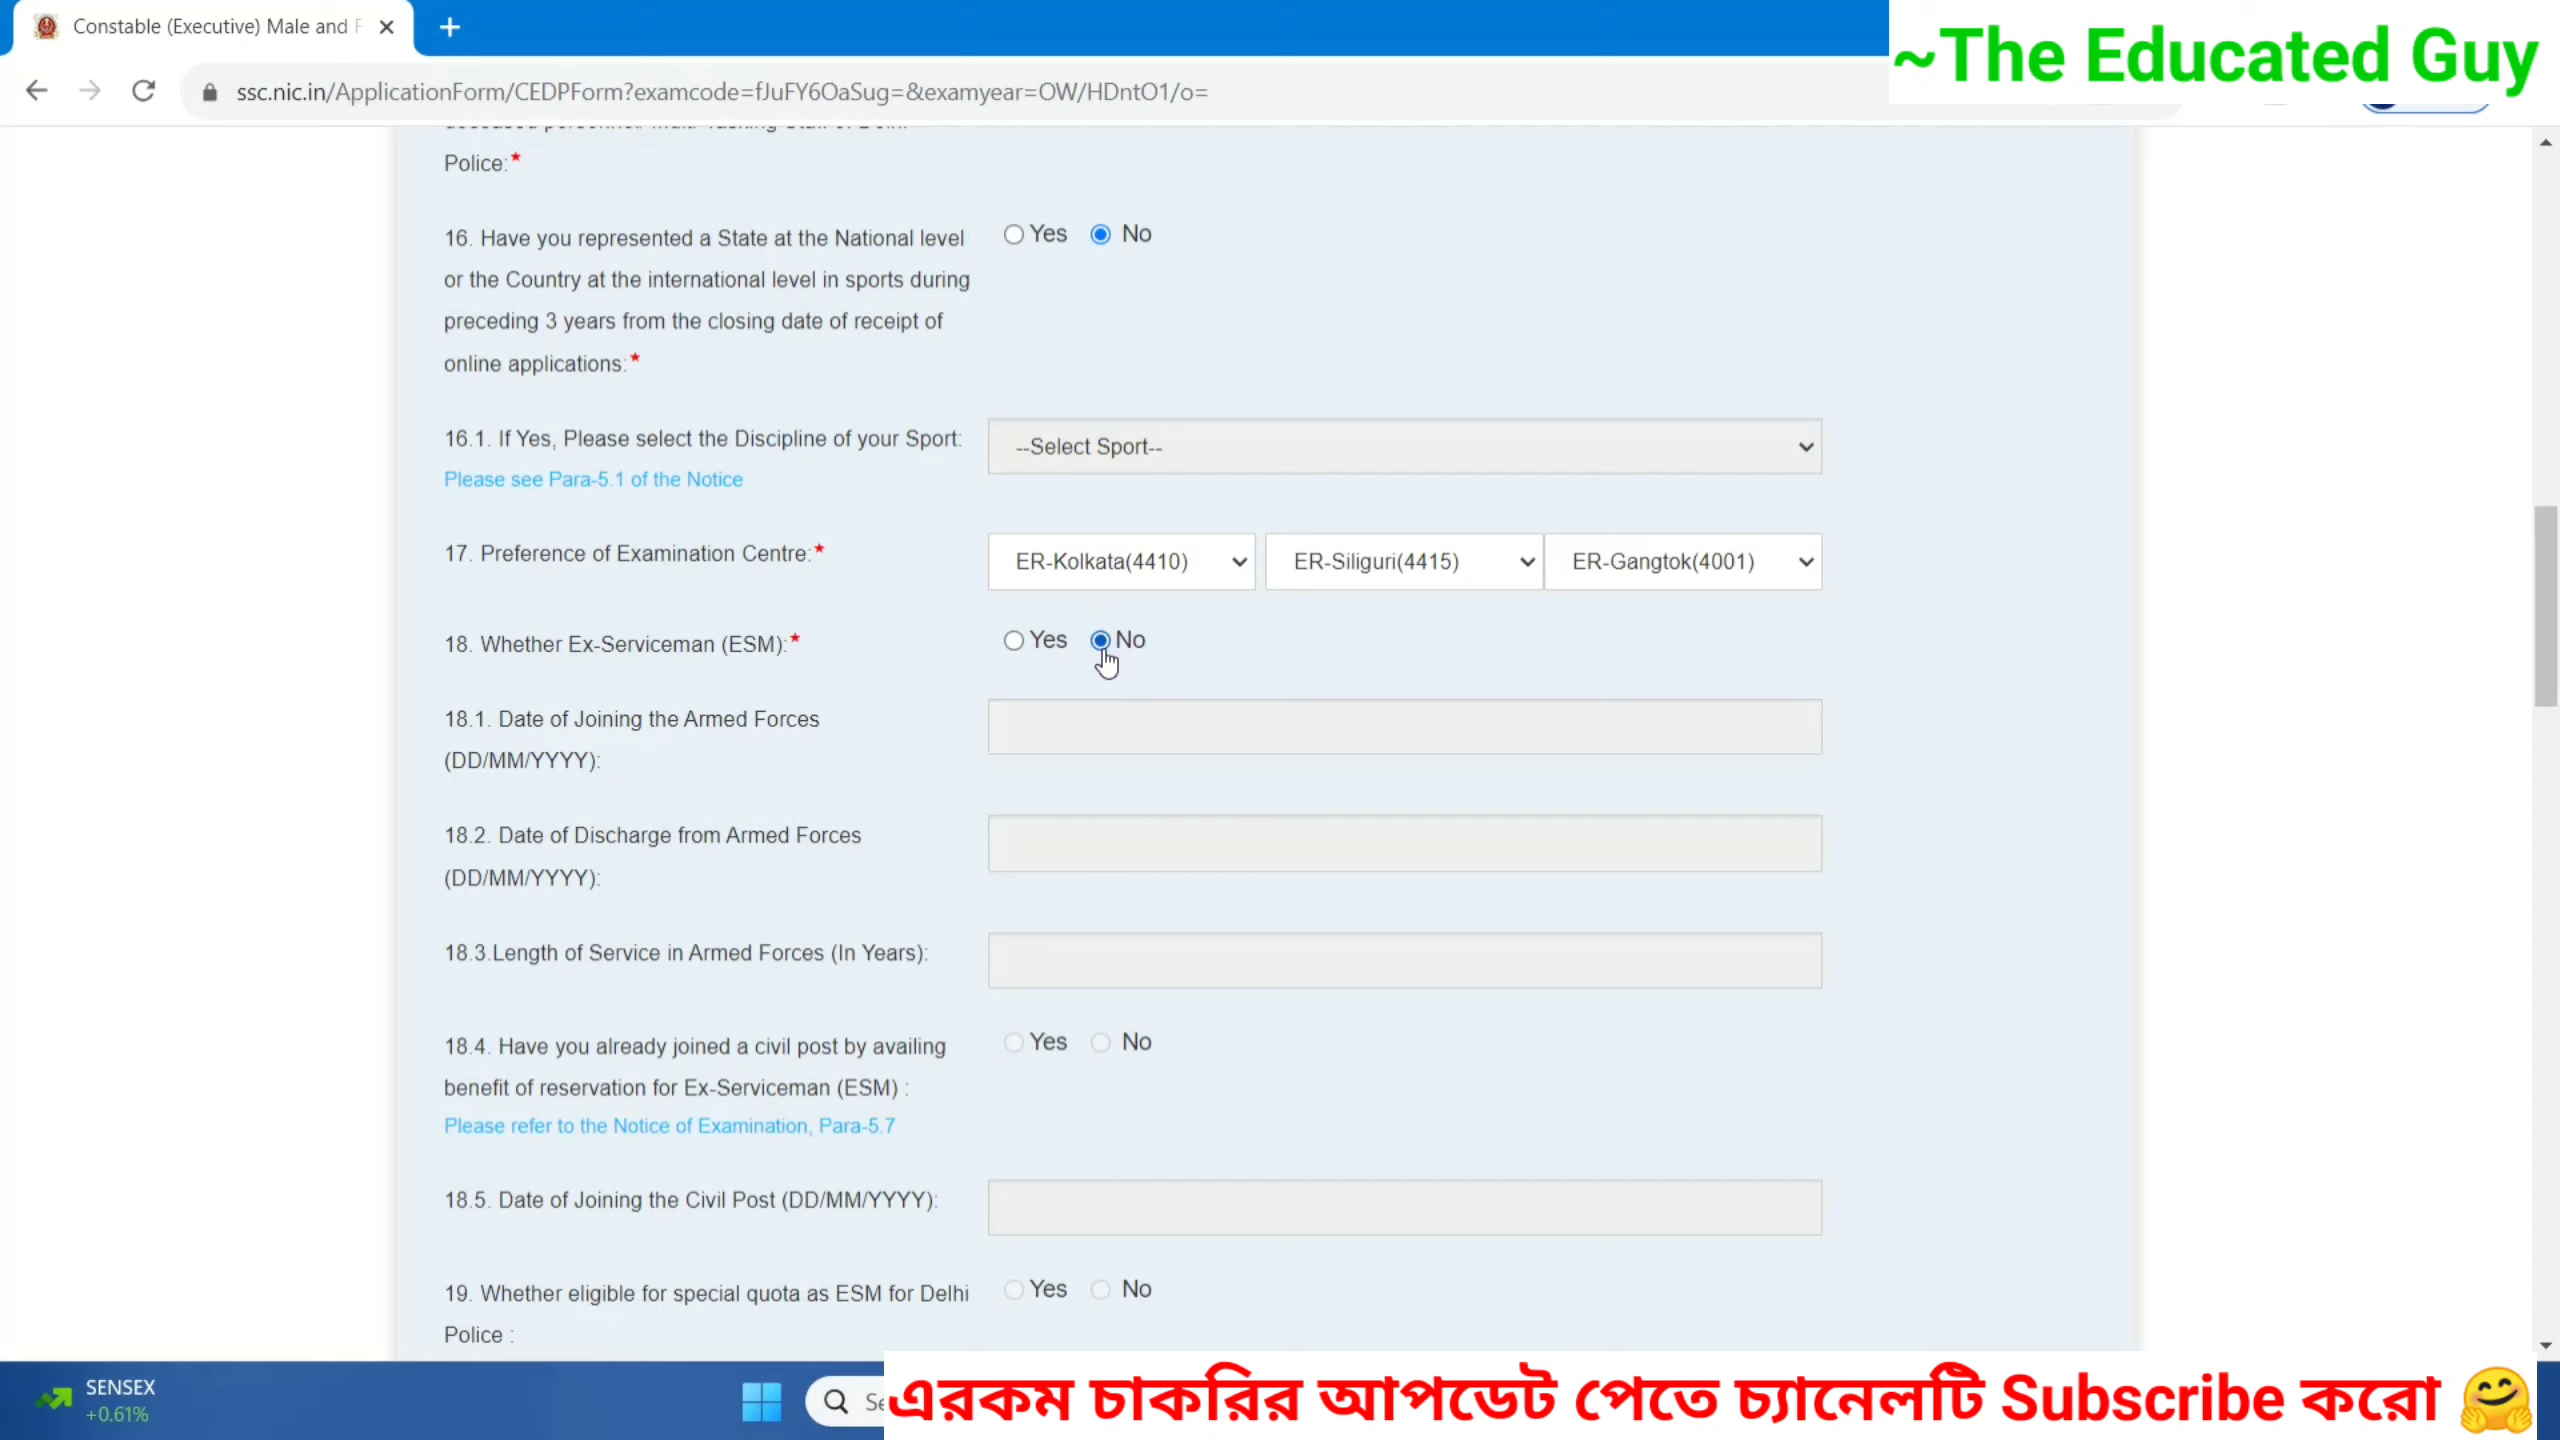 Constable (Executive) Male and F
~The Educated Guy
ssc.nic.in/ApplicationForm/CEDPForm?examcode=fJuFY6OaSug=&examyear=OW/HDntO1/o=
Police:*
16. Have you represented a State at the National level
or the Country at the international level in sports during
preceding 3 years from the closing date of receipt of
online applications:*
Yes No
16.1. If Yes, Please select the Discipline of your Sport:
Please see Para-5.1 of the Notice
--Select Sport--
17. Preference of Examination Centre:*
ER-Kolkata(4410) ER-Siliguri(4415) ER-Gangtok(4001)
18. Whether Ex-Serviceman (ESM):*
Yes No
18.1. Date of Joining the Armed Forces
(DD/MM/YYYY):
18.2. Date of Discharge from Armed Forces
(DD/MM/YYYY):
18.3.Length of Service in Armed Forces (In Years):
18.4. Have you already joined a civil post by availing
benefit of reservation for Ex-Serviceman (ESM) :
Please refer to the Notice of Examination, Para-5.7
Yes No
18.5. Date of Joining the Civil Post (DD/MM/YYYY):
19. Whether eligible for special quota as ESM for Delhi
Police :
Yes No
SENSEX
+0.61%
এরকম চাকরির আপডেট পেতে চ্যানেলটি Subscribe করো 🤗